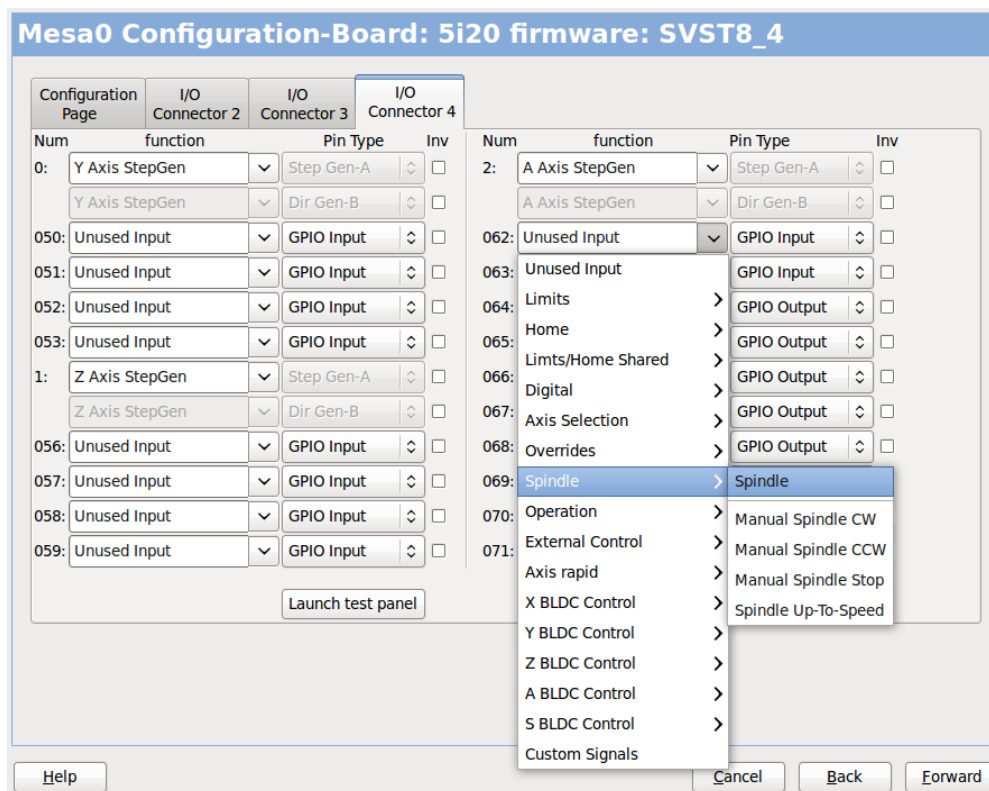 Mesa0 Configuration-Board: 5i20 firmware: SVST8_4
Configuration Page
I/O Connector 2
I/O Connector 3
I/O Connector 4
Num function Pin Type Inv
0: Y Axis StepGen Step Gen-A
Y Axis StepGen Dir Gen-B
050: Unused Input GPIO Input
051: Unused Input GPIO Input
052: Unused Input GPIO Input
053: Unused Input GPIO Input
1: Z Axis StepGen Step Gen-A
Z Axis StepGen Dir Gen-B
056: Unused Input GPIO Input
057: Unused Input GPIO Input
058: Unused Input GPIO Input
059: Unused Input GPIO Input
Launch test panel
Num function Pin Type Inv
2: A Axis StepGen Step Gen-A
A Axis StepGen Dir Gen-B
062: Unused Input GPIO Input
063: GPIO Input
064: GPIO Output
065: GPIO Output
066: GPIO Output
067: GPIO Output
068: GPIO Output
069:
070:
071:
Unused Input
Limits
Home
Limts/Home Shared
Digital
Axis Selection
Overrides
Spindle
Operation
External Control
Axis rapid
X BLDC Control
Y BLDC Control
Z BLDC Control
A BLDC Control
S BLDC Control
Custom Signals
Spindle
Manual Spindle CW
Manual Spindle CCW
Manual Spindle Stop
Spindle Up-To-Speed
Help
Cancel
Back
Forward